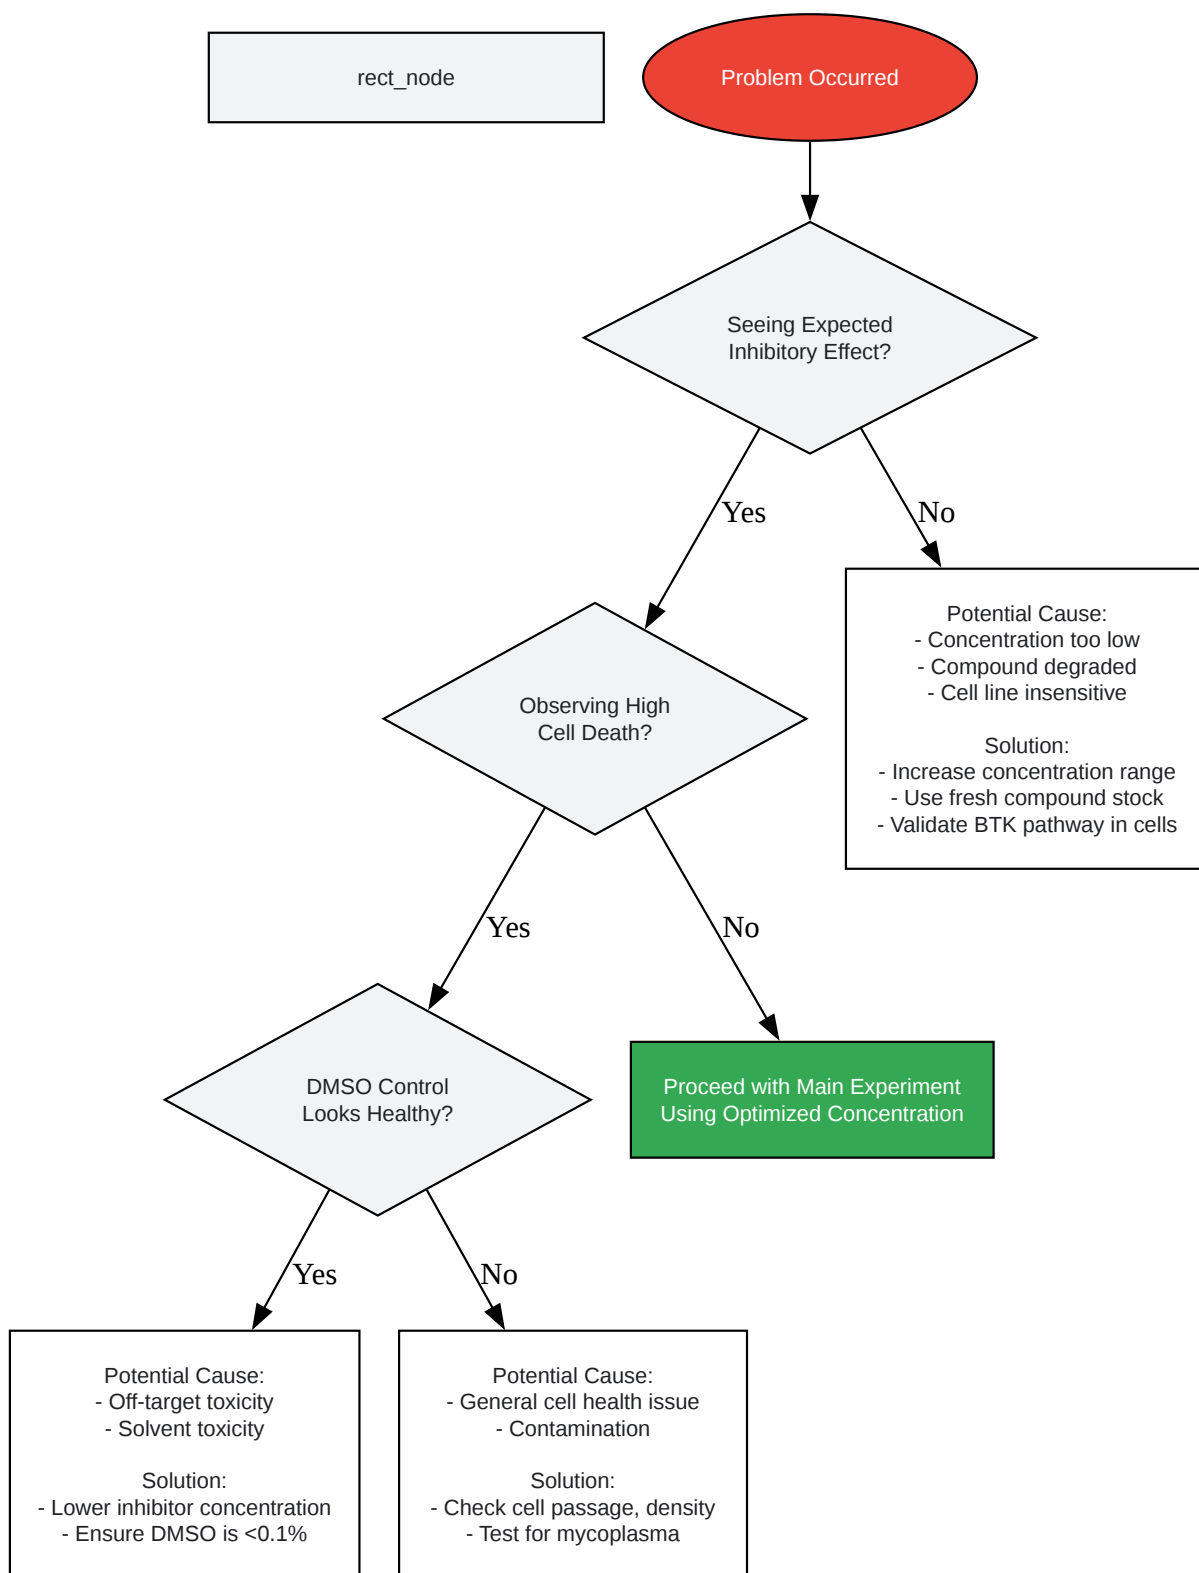 rect_node
Problem Occurred
Seeing Expected
Inhibitory Effect?
Yes
No
Potential Cause:
- Concentration too low
- Compound degraded
- Cell line insensitive
Solution:
- Increase concentration range
- Use fresh compound stock
- Validate BTK pathway in cells
Observing High
Cell Death?
Yes
No
DMSO Control
Looks Healthy?
Proceed with Main Experiment
Using Optimized Concentration
Yes
No
Potential Cause:
- Off-target toxicity
- Solvent toxicity
Solution:
- Lower inhibitor concentration
- Ensure DMSO is <0.1%
Potential Cause:
- General cell health issue
- Contamination
Solution:
- Check cell passage, density
- Test for mycoplasma